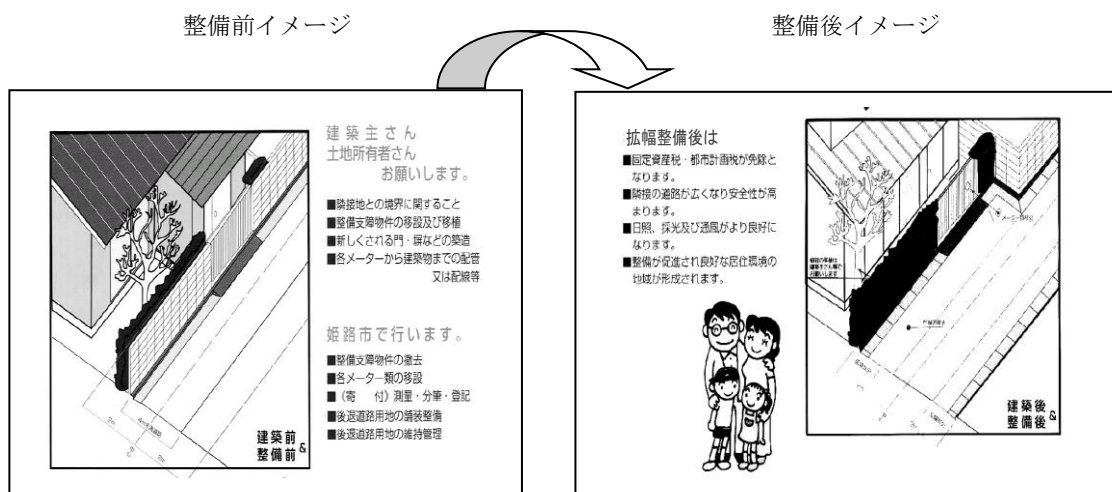 整備前イメージ
整備後イメージ
建築主さん
土地所有者さん
お願いします。
■隣接地との境界に関すること
■整備支障物件の移設及び移植
■新しくされる門・塀などの築造
■各メーターから建築物までの配管
又は配線等
姫路市で行います。
■整備支障物件の撤去
■各メーター類の移設
■（寄　付）測量・分筆・登記
■後退道路用地の舗装整備
■後退道路用地の維持管理
建築前
&
整備前
拡幅整備後は
■固定資産税・都市計画税が免除と
なります。
■隣接の道路が広くなり安全性が高
まります。
■日照、採光及び通風がより良好に
なります。
■整備が促進され良好な居住環境の
地域が形成されます。
建築後
&
整備後